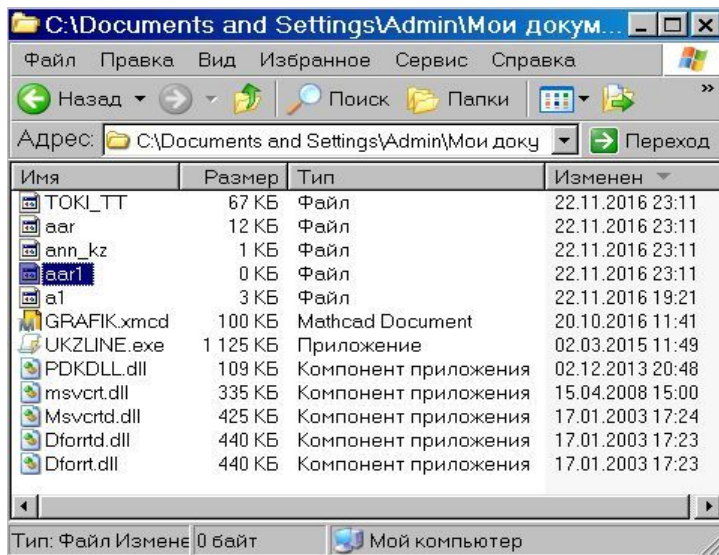 C:\Documents and Settings\Admin\Мои докум...
Файл Правка Вид Избранное Сервис Справка
Назад Поиск Папки »
Адрес: C:\Documents and Settings\Admin\Мои доку Переход
Имя Размер Тип Изменен
TOKI_TT 67 КБ Файл 22.11.2016 23:11
aar 12 КБ Файл 22.11.2016 23:11
ann_kz 1 КБ Файл 22.11.2016 23:11
aar1 0 КБ Файл 22.11.2016 23:11
a1 3 КБ Файл 22.11.2016 19:21
GRAFIK.xmcd 100 КБ Mathcad Document 20.10.2016 11:41
UKZLINE.exe 1 125 КБ Приложение 02.03.2015 11:49
PDKDLL.dll 109 КБ Компонент приложения 02.12.2013 20:48
msvcrt.dll 335 КБ Компонент приложения 15.04.2008 15:00
Msvcrtd.dll 425 КБ Компонент приложения 17.01.2003 17:24
Dforrtd.dll 440 КБ Компонент приложения 17.01.2003 17:23
Dforrt.dll 440 КБ Компонент приложения 17.01.2003 17:23
Тип: Файл Измене 0 байт Мой компьютер